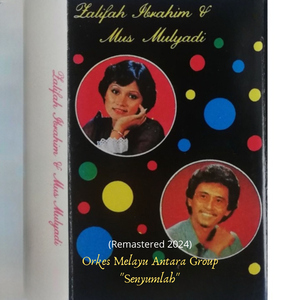 Zalifah Ibrahim &
Mus Mulyadi
Zalifah Ibrahim & Mus Mulyadi
(Remastered 2024)
Orkes Melayu Antara Group
"Senyumlah"